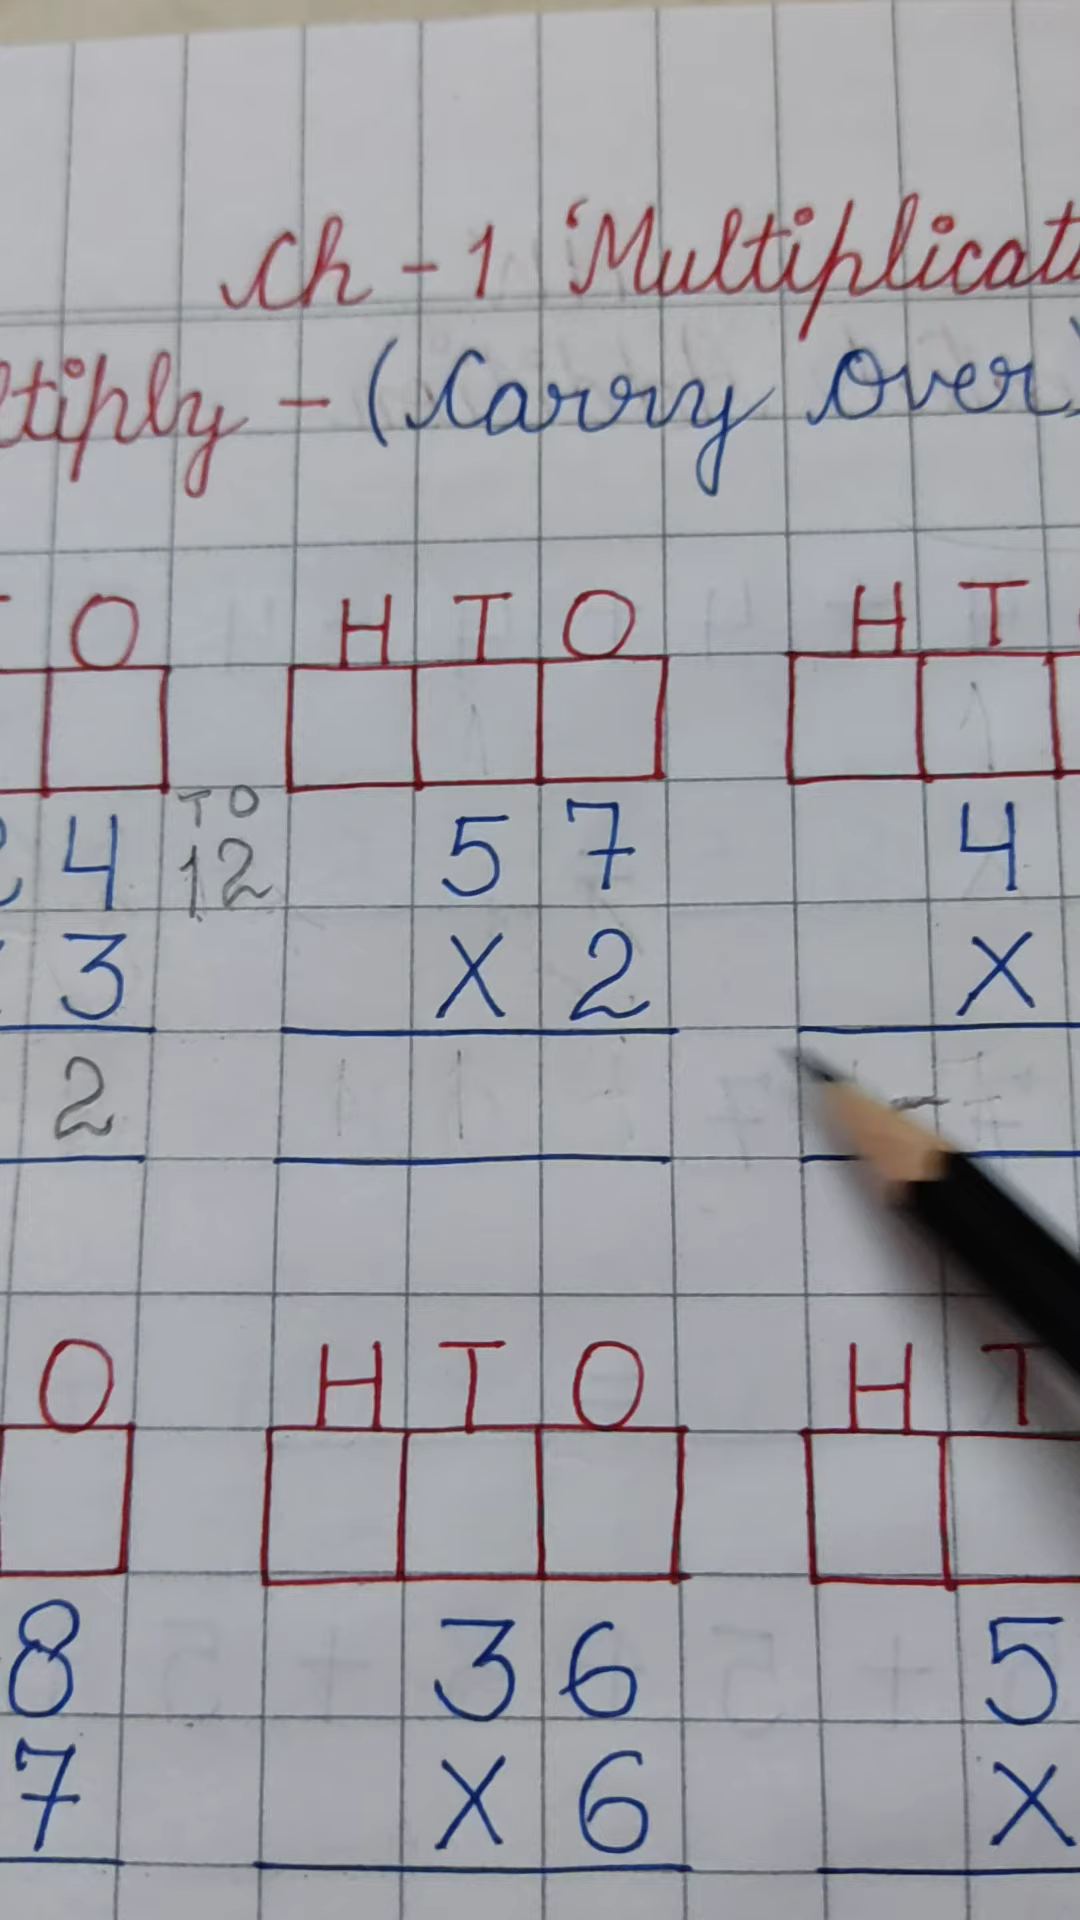 Ch - 1 'Multiplicat
tiply - (Carry Over)
O H T O H T
T O
4 12 5 7 4
3 X 2 X
2
O H T O H T
8 3 6 5
7 X 6 X